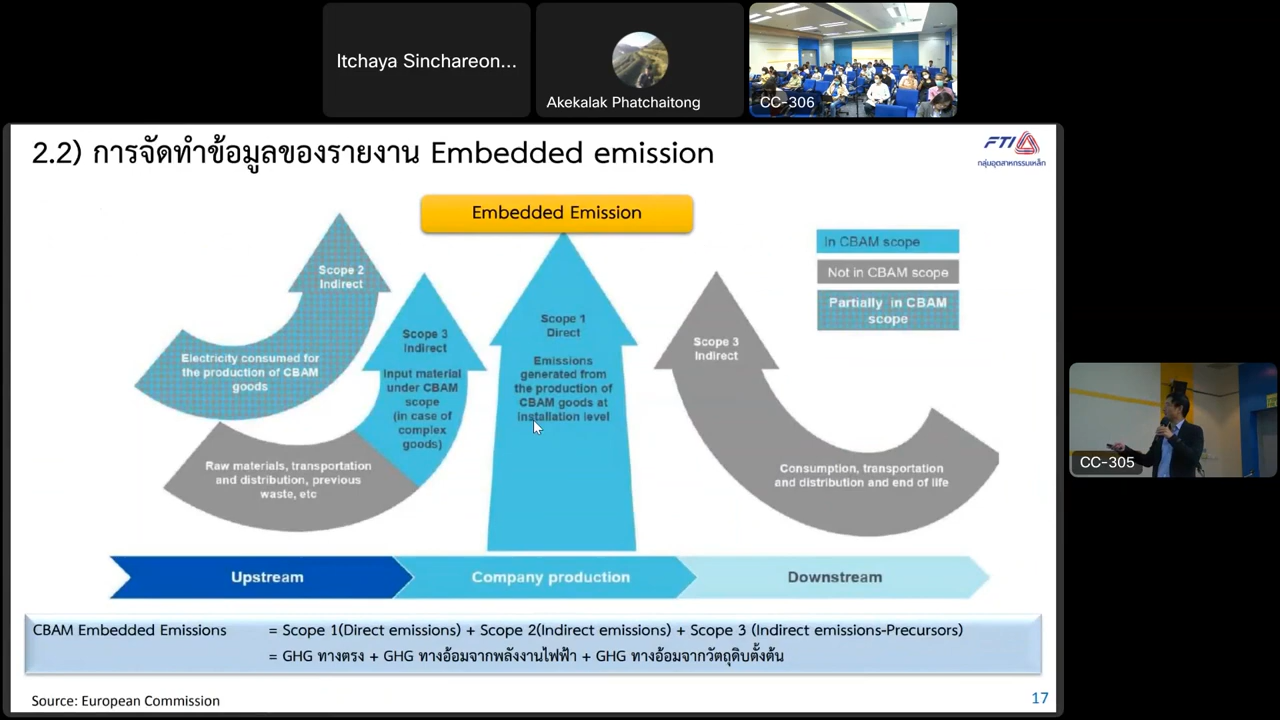 Itchaya Sinchareon...
Akekalak Phatchaitong
CC-306
2.2) การจัดทำข้อมูลของรายงาน Embedded emission
FTI
กลุ่มอุตสาหกรรมเหล็ก
Embedded Emission
Scope 2
Indirect
Electricity consumed for
the production of CBAM
goods
Scope 3
Indirect
Input material
under CBAM
scope
(in case of
complex
goods)
Raw materials, transportation
and distribution, previous
waste, etc
Scope 1
Direct
Emissions
generated from
the production of
CBAM goods at
installation level
Scope 3
Indirect
Consumption, transportation
and distribution and end of life
In CBAM scope
Not in CBAM scope
Partially in CBAM
scope
CC-305
Upstream
Company production
Downstream
CBAM Embedded Emissions = Scope 1(Direct emissions) + Scope 2(Indirect emissions) + Scope 3 (Indirect emissions-Precursors)
= GHG ทางตรง + GHG ทางอ้อมจากพลังงานไฟฟ้า + GHG ทางอ้อมจากวัตถุดิบตั้งต้น
Source: European Commission
17